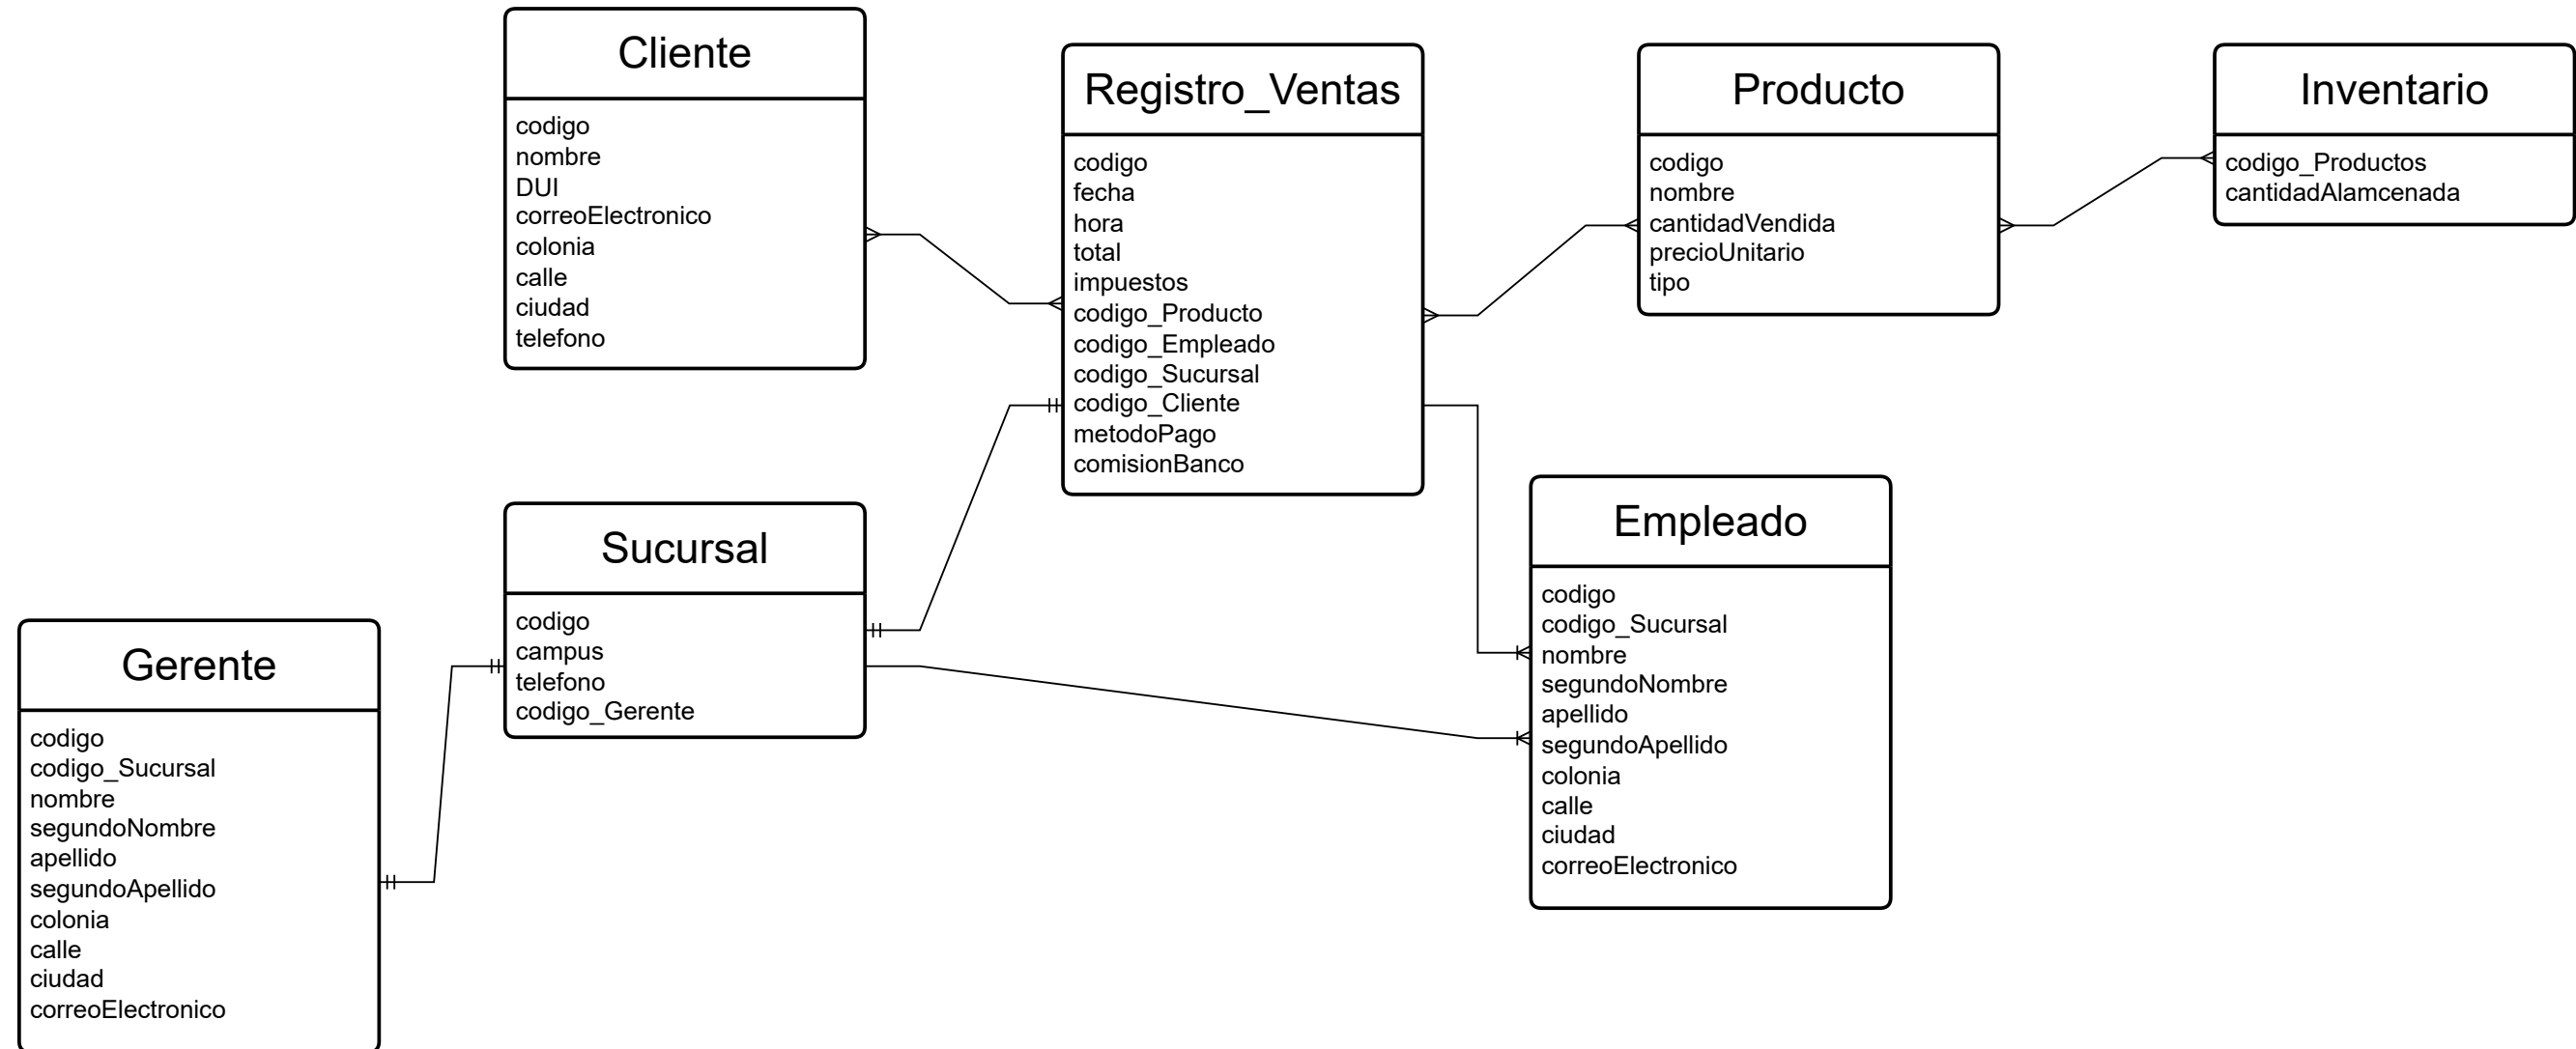 Cliente
codigo
nombre
DUI
correoElectronico
colonia
calle
ciudad
telefono
Registro_Ventas
codigo
fecha
hora
total
impuestos
codigo_Producto
codigo_Empleado
codigo_Sucursal
codigo_Cliente
metodoPago
comisionBanco
Producto
codigo
nombre
cantidadVendida
precioUnitario
tipo
Inventario
codigo_Productos
cantidadAlamcenada
Sucursal
codigo
campus
telefono
codigo_Gerente
Empleado
codigo
codigo_Sucursal
nombre
segundoNombre
apellido
segundoApellido
colonia
calle
ciudad
correoElectronico
Gerente
codigo
codigo_Sucursal
nombre
segundoNombre
apellido
segundoApellido
colonia
calle
ciudad
correoElectronico